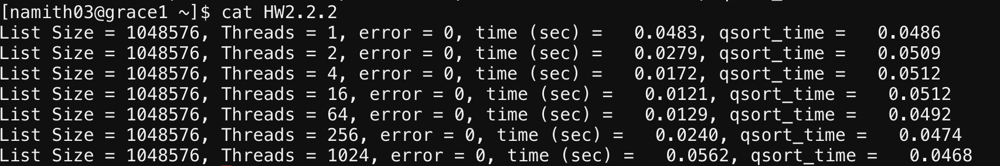 [namith03@grace1 ~]$ cat HW2.2.2
List Size = 1048576, Threads = 1, error = 0, time (sec) =   0.0483, qsort_time =   0.0486
List Size = 1048576, Threads = 2, error = 0, time (sec) =   0.0279, qsort_time =   0.0509
List Size = 1048576, Threads = 4, error = 0, time (sec) =   0.0172, qsort_time =   0.0512
List Size = 1048576, Threads = 16, error = 0, time (sec) =   0.0121, qsort_time =   0.0512
List Size = 1048576, Threads = 64, error = 0, time (sec) =   0.0129, qsort_time =   0.0492
List Size = 1048576, Threads = 256, error = 0, time (sec) =   0.0240, qsort_time =   0.0474
List Size = 1048576, Threads = 1024, error = 0, time (sec) =   0.0562, qsort_time =   0.0468